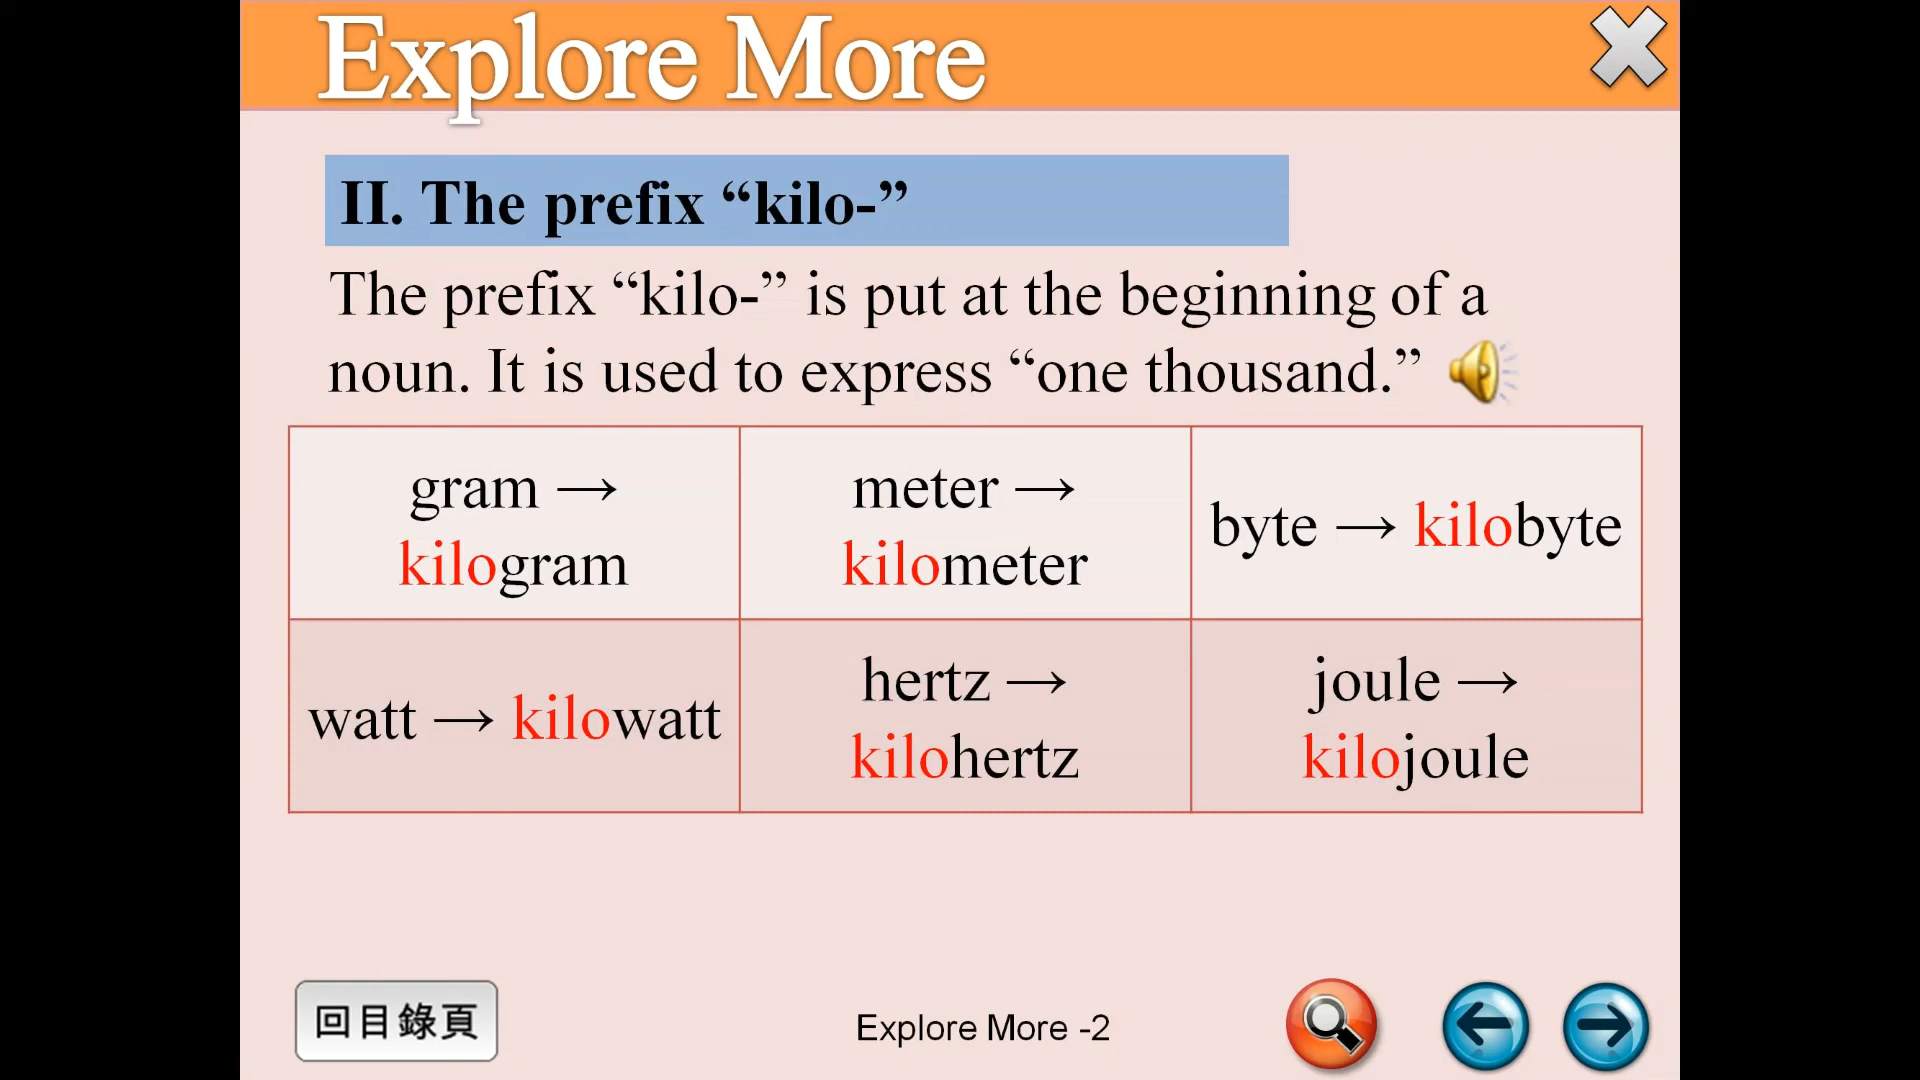 Explore More
II. The prefix “kilo-”
The prefix “kilo-” is put at the beginning of a
noun. It is used to express “one thousand.”
gram →
kilogram
meter →
kilometer
byte → kilobyte
watt → kilowatt
hertz →
kilohertz
joule →
kilojoule
回目錄頁
Explore More -2